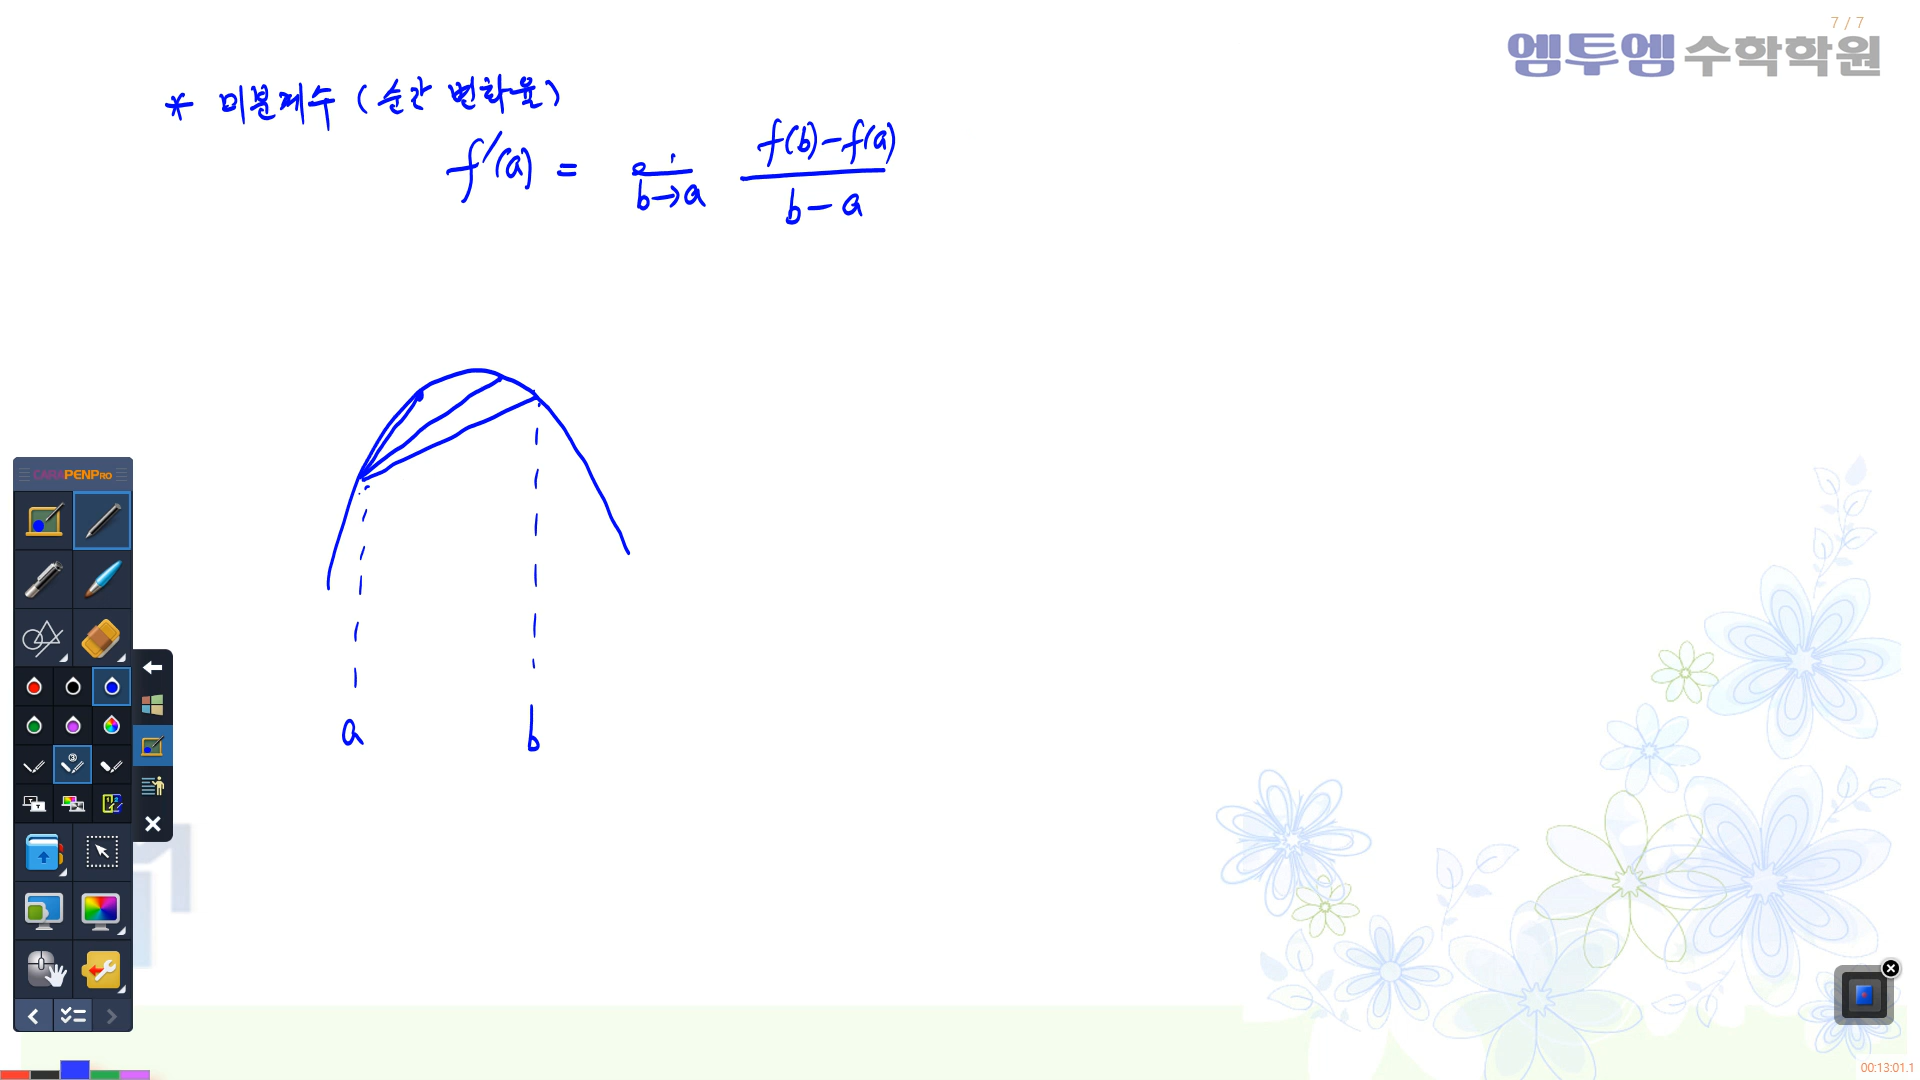 7 / 7
엠투엠 수학학원
* 미분계수 (순간 변화율)
f'(a) = lim b→a f(b)-f(a) / b-a
a b
CARAPENPRO
00:13:01.1